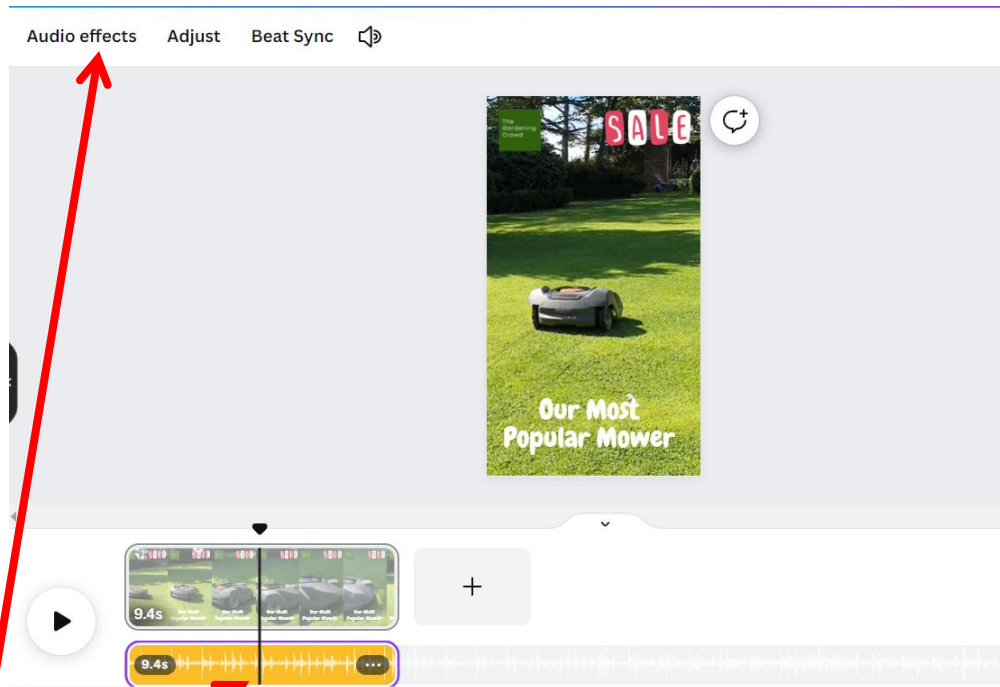 Audio effects Adjust Beat Sync
The
Gardening
Crowd
SALE
Our Most
Popular Mower
9.4s
9.4s